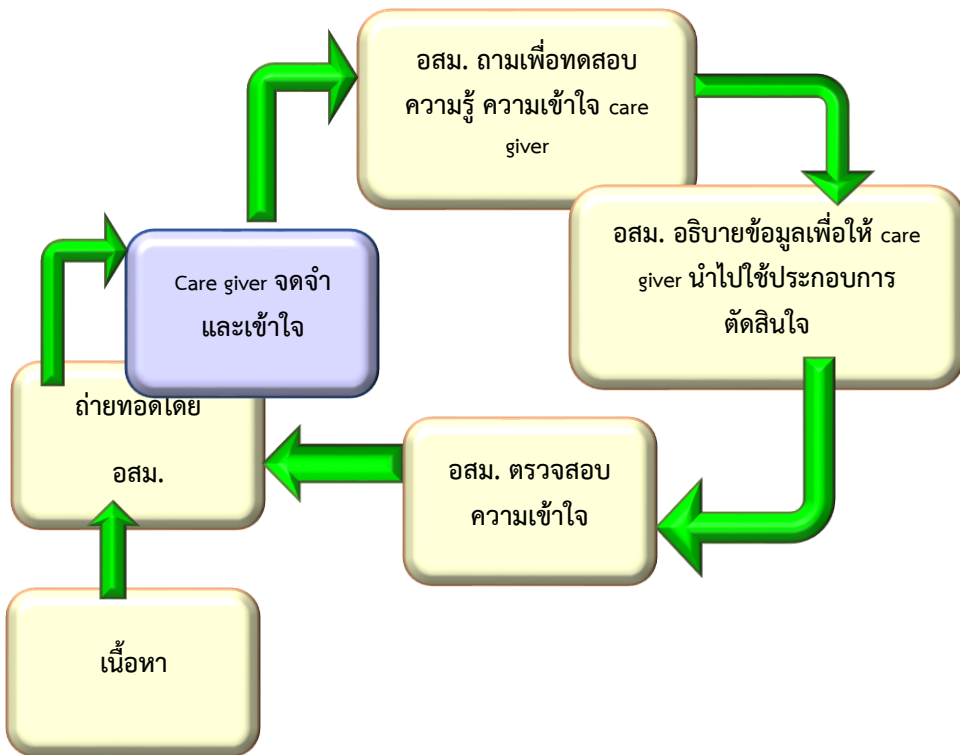 อสม. ถามเพื่อทดสอบ
ความรู้ ความเข้าใจ care
giver
อสม. อธิบายข้อมูลเพื่อให้ care
giver นำไปใช้ประกอบการ
ตัดสินใจ
Care giver จดจำ
และเข้าใจ
ถ่ายทอดโดย
อสม.
อสม. ตรวจสอบ
ความเข้าใจ
เนื้อหา